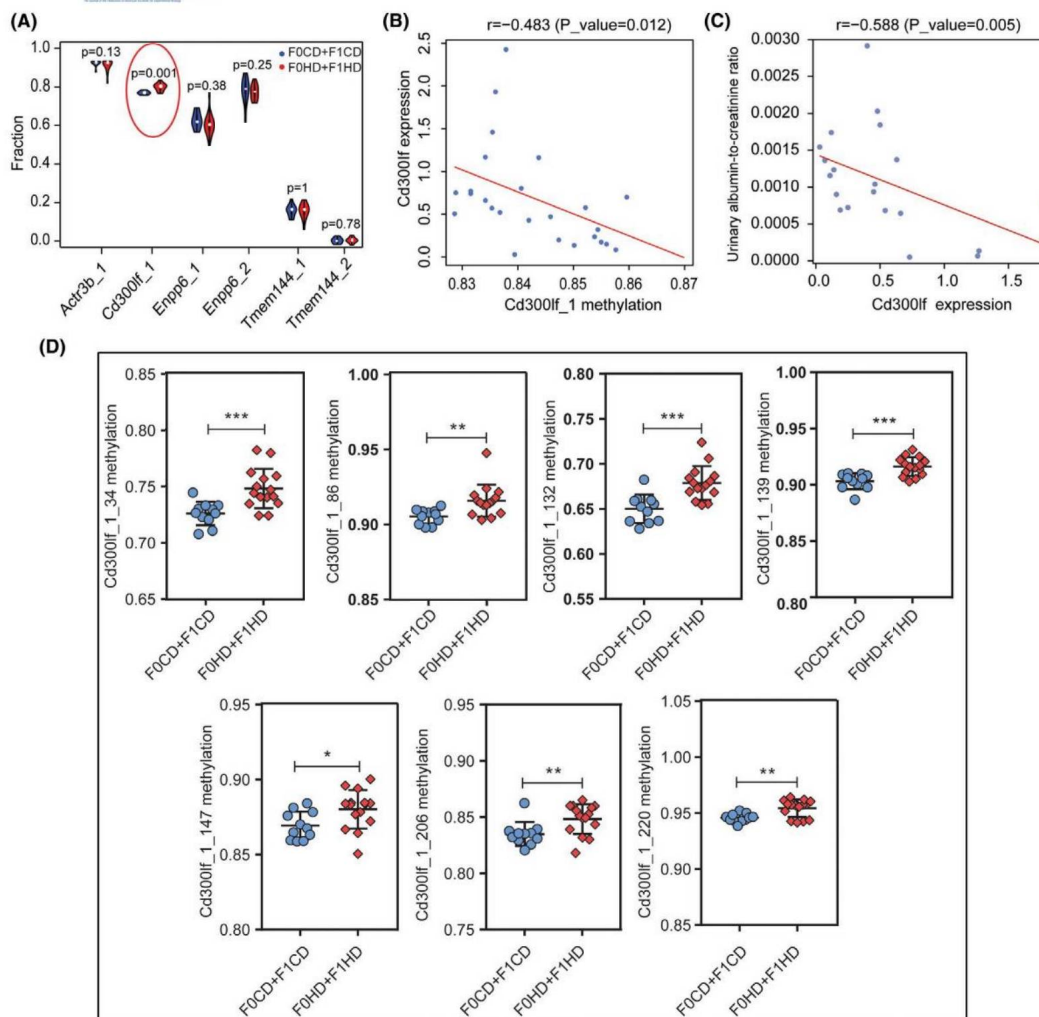 (A)
1.0
0.8
0.6
0.4
0.2
0.0
Fraction
p=0.13
p=0.001
p=0.38
p=0.25
p=1
p=0.78
F0CD+F1CD
F0HD+F1HD
Actr3b_1
Cd300lf_1
Enpp6_1
Enpp6_2
Tmem144_1
Tmem144_2
(B)
r=−0.483 (P_value=0.012)
2.5
2.0
1.5
1.0
0.5
0.0
Cd300lf expression
0.83 0.84 0.85 0.86 0.87
Cd300lf_1 methylation
(C)
r=−0.588 (P_value=0.005)
0.0030
0.0025
0.0020
0.0015
0.0010
0.0005
0.0000
Urinary albumin-to-creatinine ratio
0.0 0.5 1.0 1.5
Cd300lf expression
(D)
Cd300lf_1_34 methylation
0.85
0.80
0.75
0.70
0.65
***
F0CD+F1CD
F0HD+F1HD
Cd300lf_1_86 methylation
1.00
0.95
0.90
0.85
**
F0CD+F1CD
F0HD+F1HD
Cd300lf_1_132 methylation
0.80
0.75
0.70
0.65
0.60
0.55
***
F0CD+F1CD
F0HD+F1HD
Cd300lf_1_139 methylation
1.00
0.95
0.90
0.85
0.80
***
F0CD+F1CD
F0HD+F1HD
Cd300lf_1_147 methylation
0.95
0.90
0.85
0.80
*
F0CD+F1CD
F0HD+F1HD
Cd300lf_1_206 methylation
0.95
0.90
0.85
0.80
0.75
**
F0CD+F1CD
F0HD+F1HD
Cd300lf_1_220 methylation
1.05
1.00
0.95
0.90
0.85
**
F0CD+F1CD
F0HD+F1HD